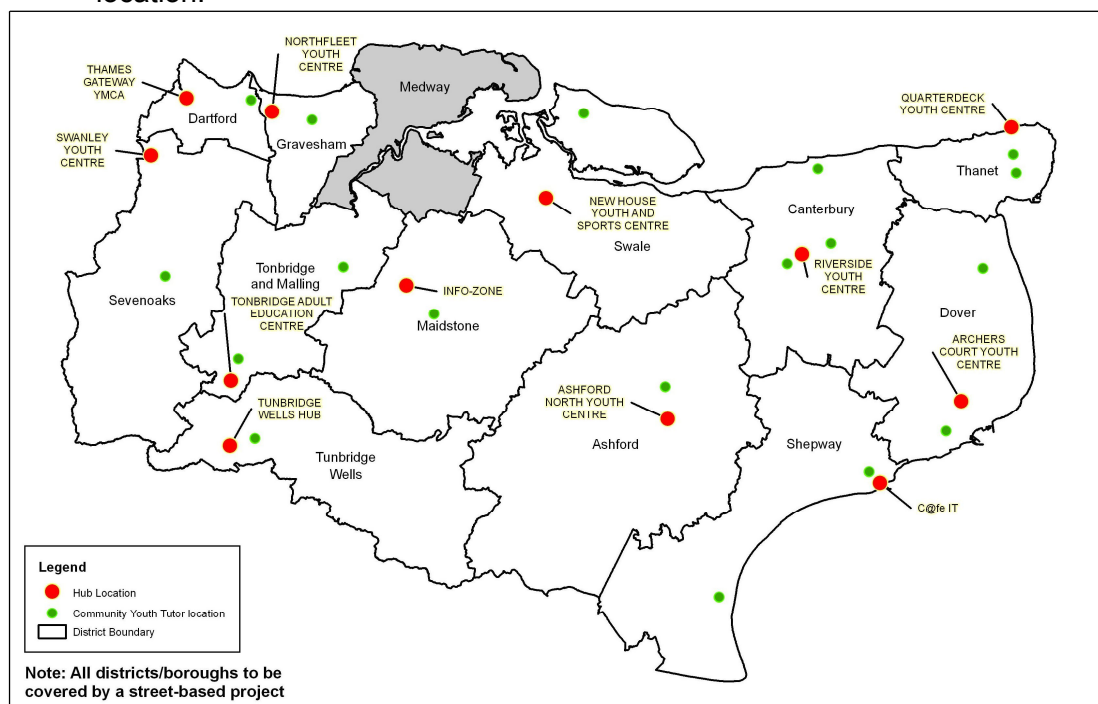 location.
NORTHFLEET
YOUTH
CENTRE
THAMES
GATEWAY
YMCA
Medway
Dartford
QUARTERDECK
YOUTH CENTRE
SWANLEY
YOUTH
CENTRE
Gravesham
Thanet
NEW HOUSE
YOUTH AND
SPORTS CENTRE
Canterbury
Swale
RIVERSIDE
YOUTH
CENTRE
Tonbridge
and Malling
Sevenoaks
TONBRIDGE ADULT
EDUCATION
CENTRE
INFO-ZONE
Maidstone
Dover
ARCHERS
COURT YOUTH
CENTRE
ASHFORD
NORTH YOUTH
CENTRE
TUNBRIDGE
WELLS HUB
Ashford
Shepway
Tunbridge
Wells
C@fe IT
Legend
Hub Location
Community Youth Tutor location
District Boundary
Note: All districts/boroughs to be
covered by a street-based project